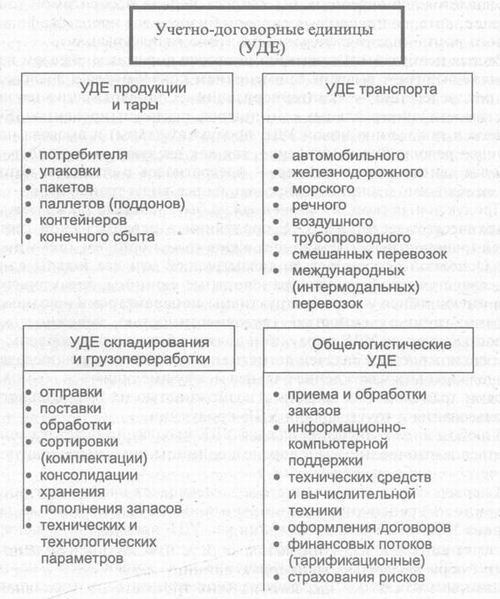 Учетно-договорные единицы
(УДЕ)
УДЕ продукции
и тары
• потребителя
• упаковки
• пакетов
• паллетов (поддонов)
• контейнеров
• конечного сбыта
УДЕ транспорта
• автомобильного
• железнодорожного
• морского
• речного
• воздушного
• трубопроводного
• смешанных перевозок
• международных
(интермодальных)
перевозок
УДЕ складирования
и грузопереработки
• отправки
• поставки
• обработки
• сортировки
(комплектации)
• консолидации
• хранения
• пополнения запасов
• технических и
технологических
параметров
Общелогистические
УДЕ
• приема и обработки
заказов
• информационно-
компьютерной
поддержки
• технических средств
и вычислительной
техники
• оформления договоров
• финансовых потоков
(тарификационные)
• страхования рисков